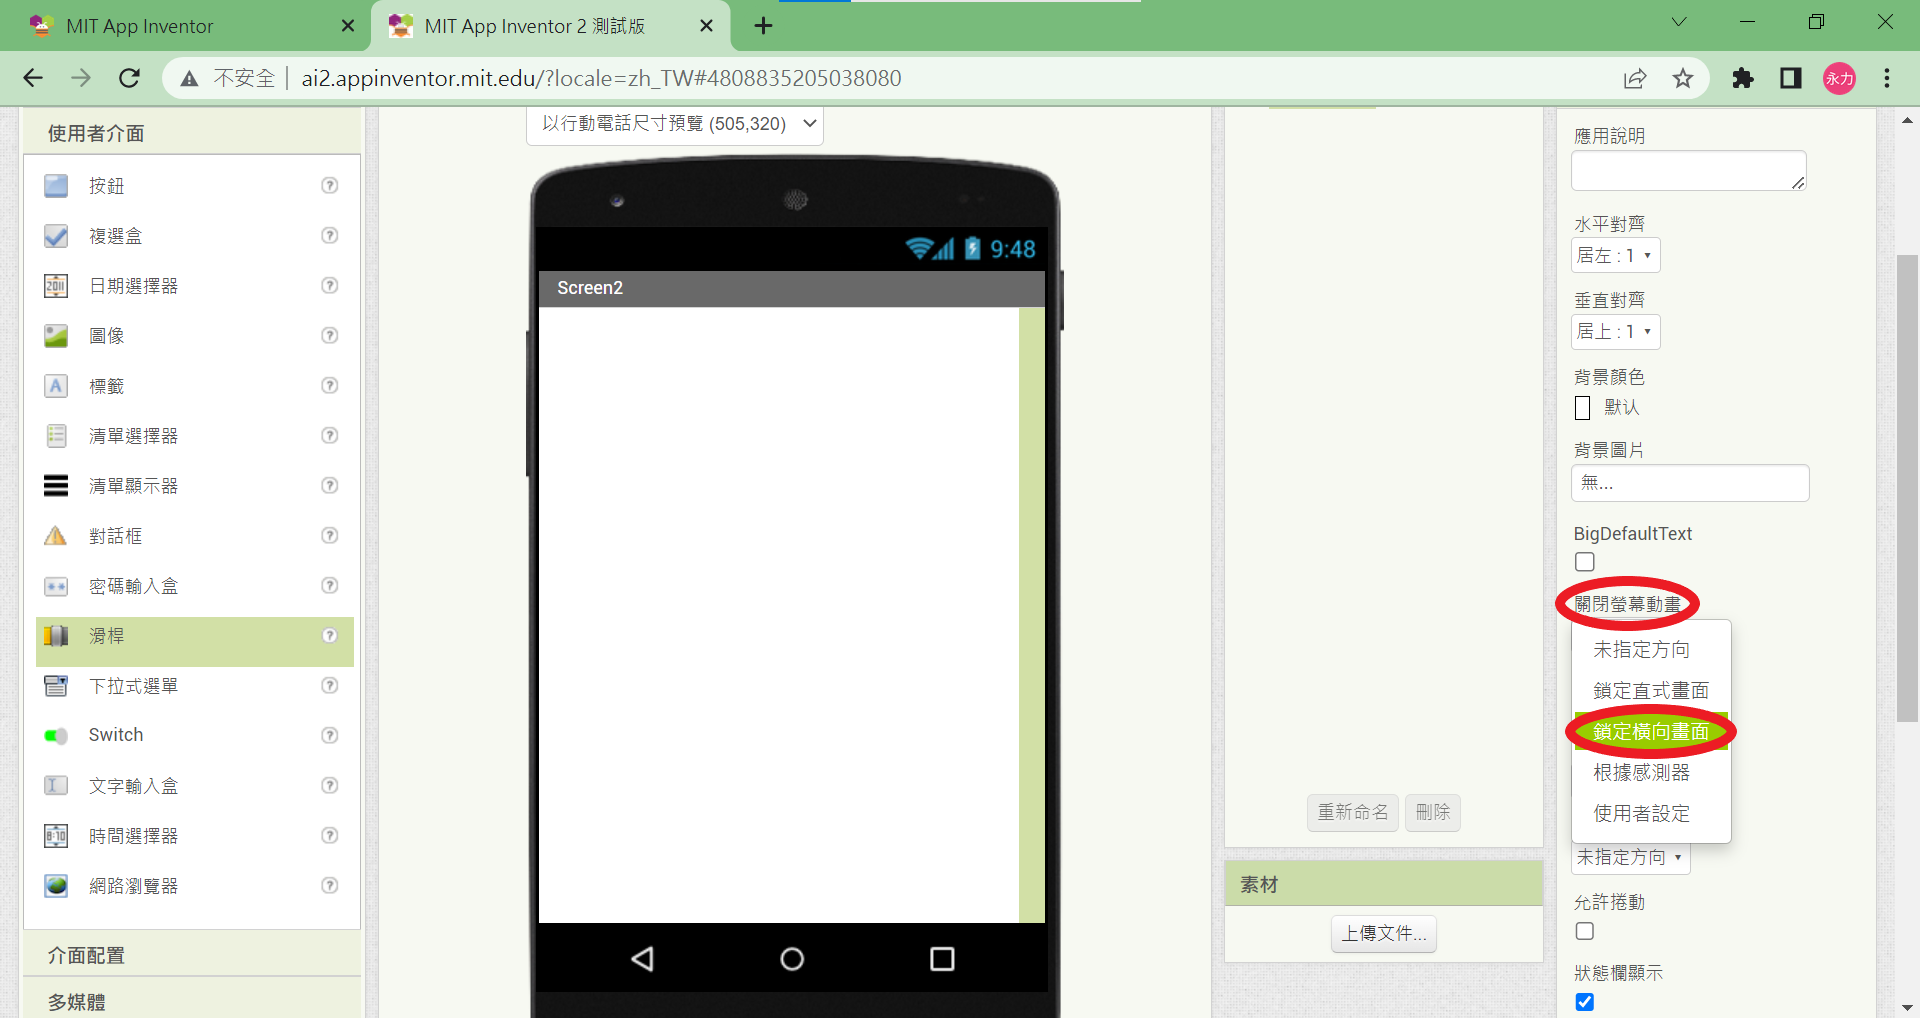 MIT App Inventor
MIT App Inventor 2 測試版
不安全
ai2.appinventor.mit.edu/?locale=zh_TW#4808835205038080
永力
使用者介面
按鈕
複選盒
日期選擇器
圖像
標籤
清單選擇器
清單顯示器
對話框
密碼輸入盒
滑桿
下拉式選單
Switch
文字輸入盒
時間選擇器
網路瀏覽器
介面配置
多媒體
以行動電話尺寸預覽 (505,320)
9:48
Screen2
重新命名
刪除
素材
上傳文件...
應用說明
水平對齊
居左 : 1
垂直對齊
居上 : 1
背景顏色
默认
背景圖片
無...
BigDefaultText
關閉螢幕動畫
未指定方向
鎖定直式畫面
鎖定橫向畫面
根據感測器
使用者設定
未指定方向
允許捲動
狀態欄顯示